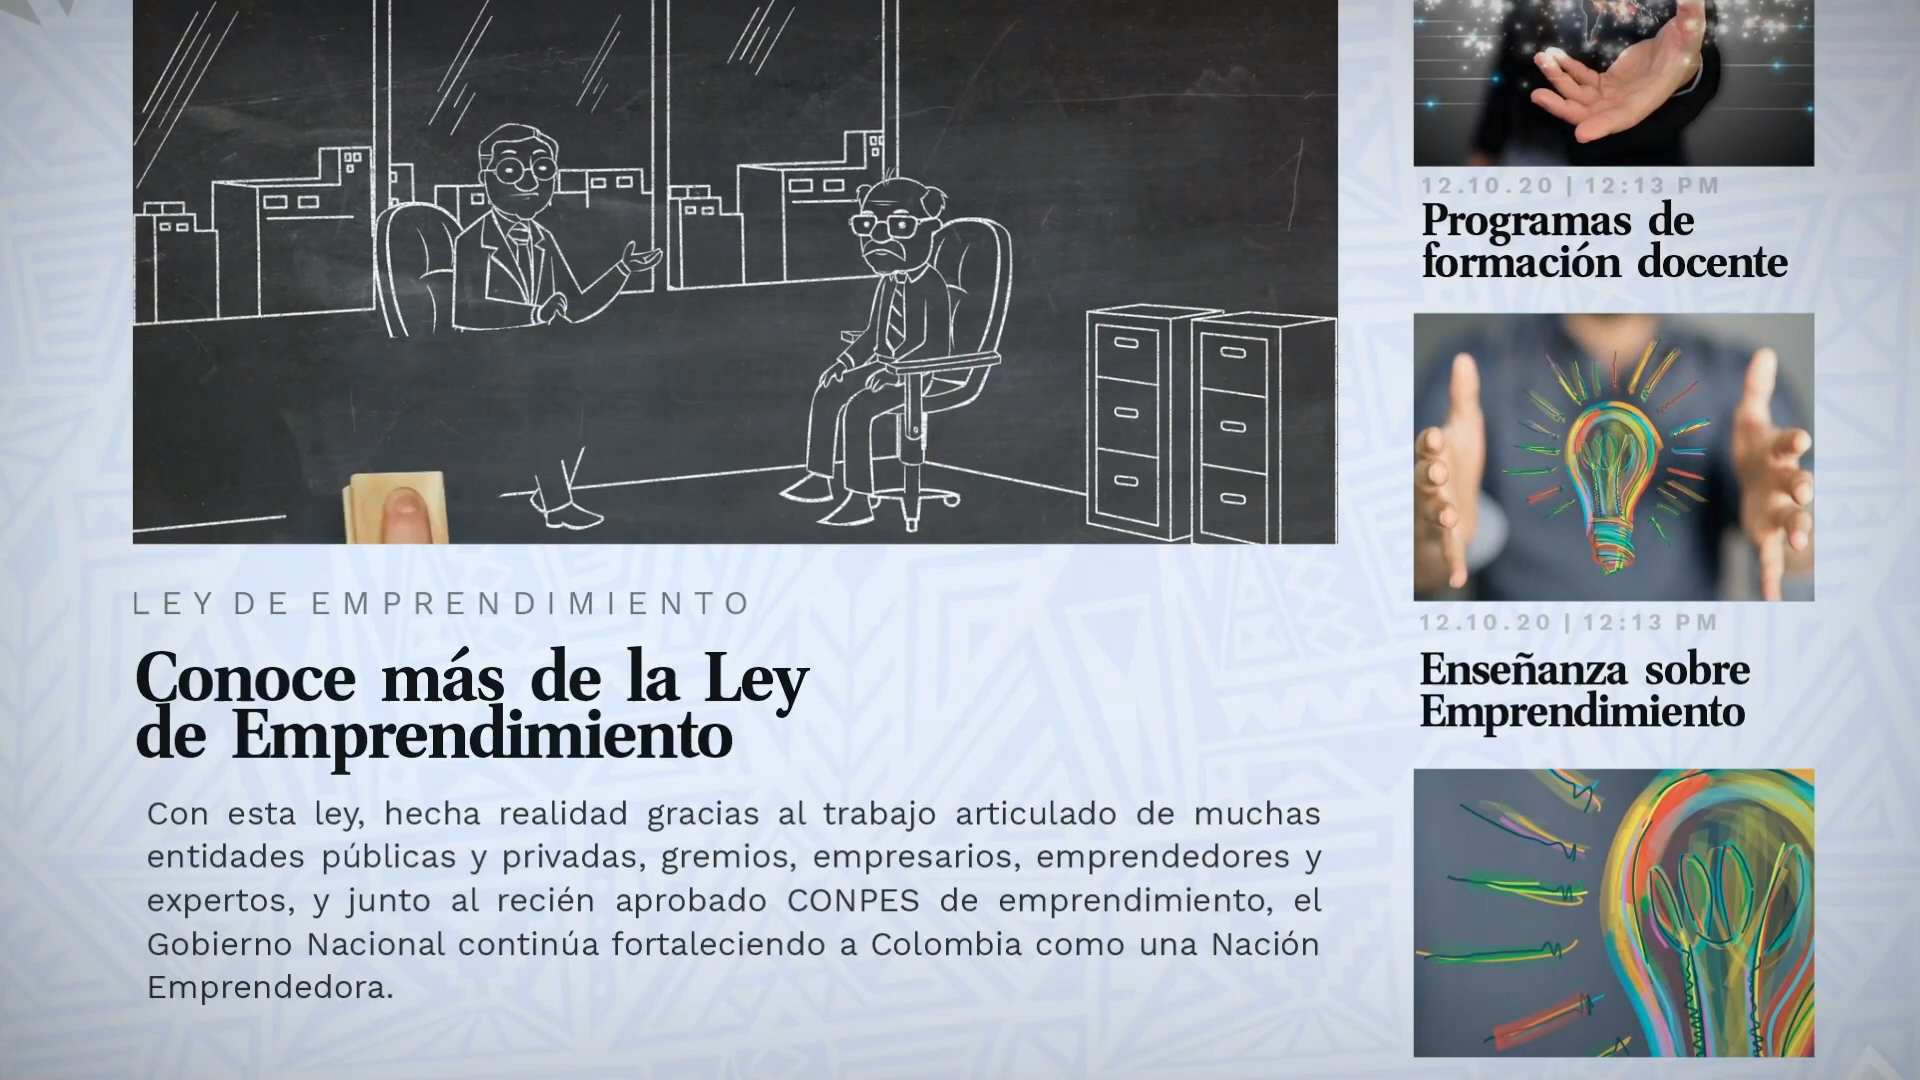 LEY DE EMPRENDIMIENTO
Conoce más de la Ley
de Emprendimiento
Con esta ley, hecha realidad gracias al trabajo articulado de muchas
entidades públicas y privadas, gremios, empresarios, emprendedores y
expertos, y junto al recién aprobado CONPES de emprendimiento, el
Gobierno Nacional continúa fortaleciendo a Colombia como una Nación
Emprendedora.
12.10.20 | 12:13 PM
Programas de
formación docente
12.10.20 | 12:13 PM
Enseñanza sobre
Emprendimiento